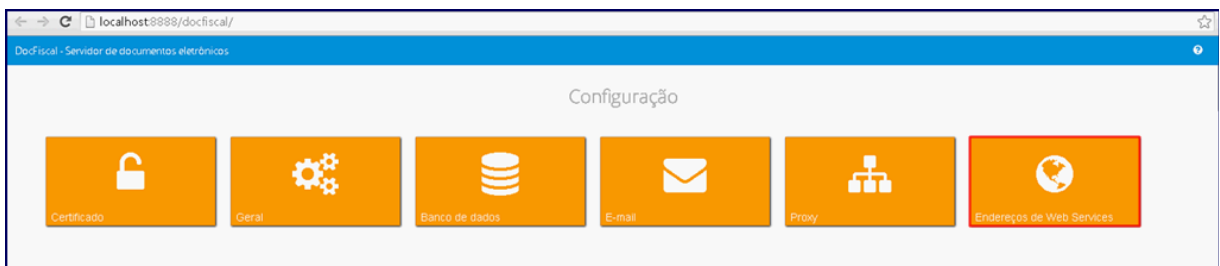 localhost:8888/docfiscal/
DocFiscal - Servidor de documentos eletrônicos
Configuração
Certificado
Geral
Banco de dados
E-mail
Proxy
Endereços de Web Services